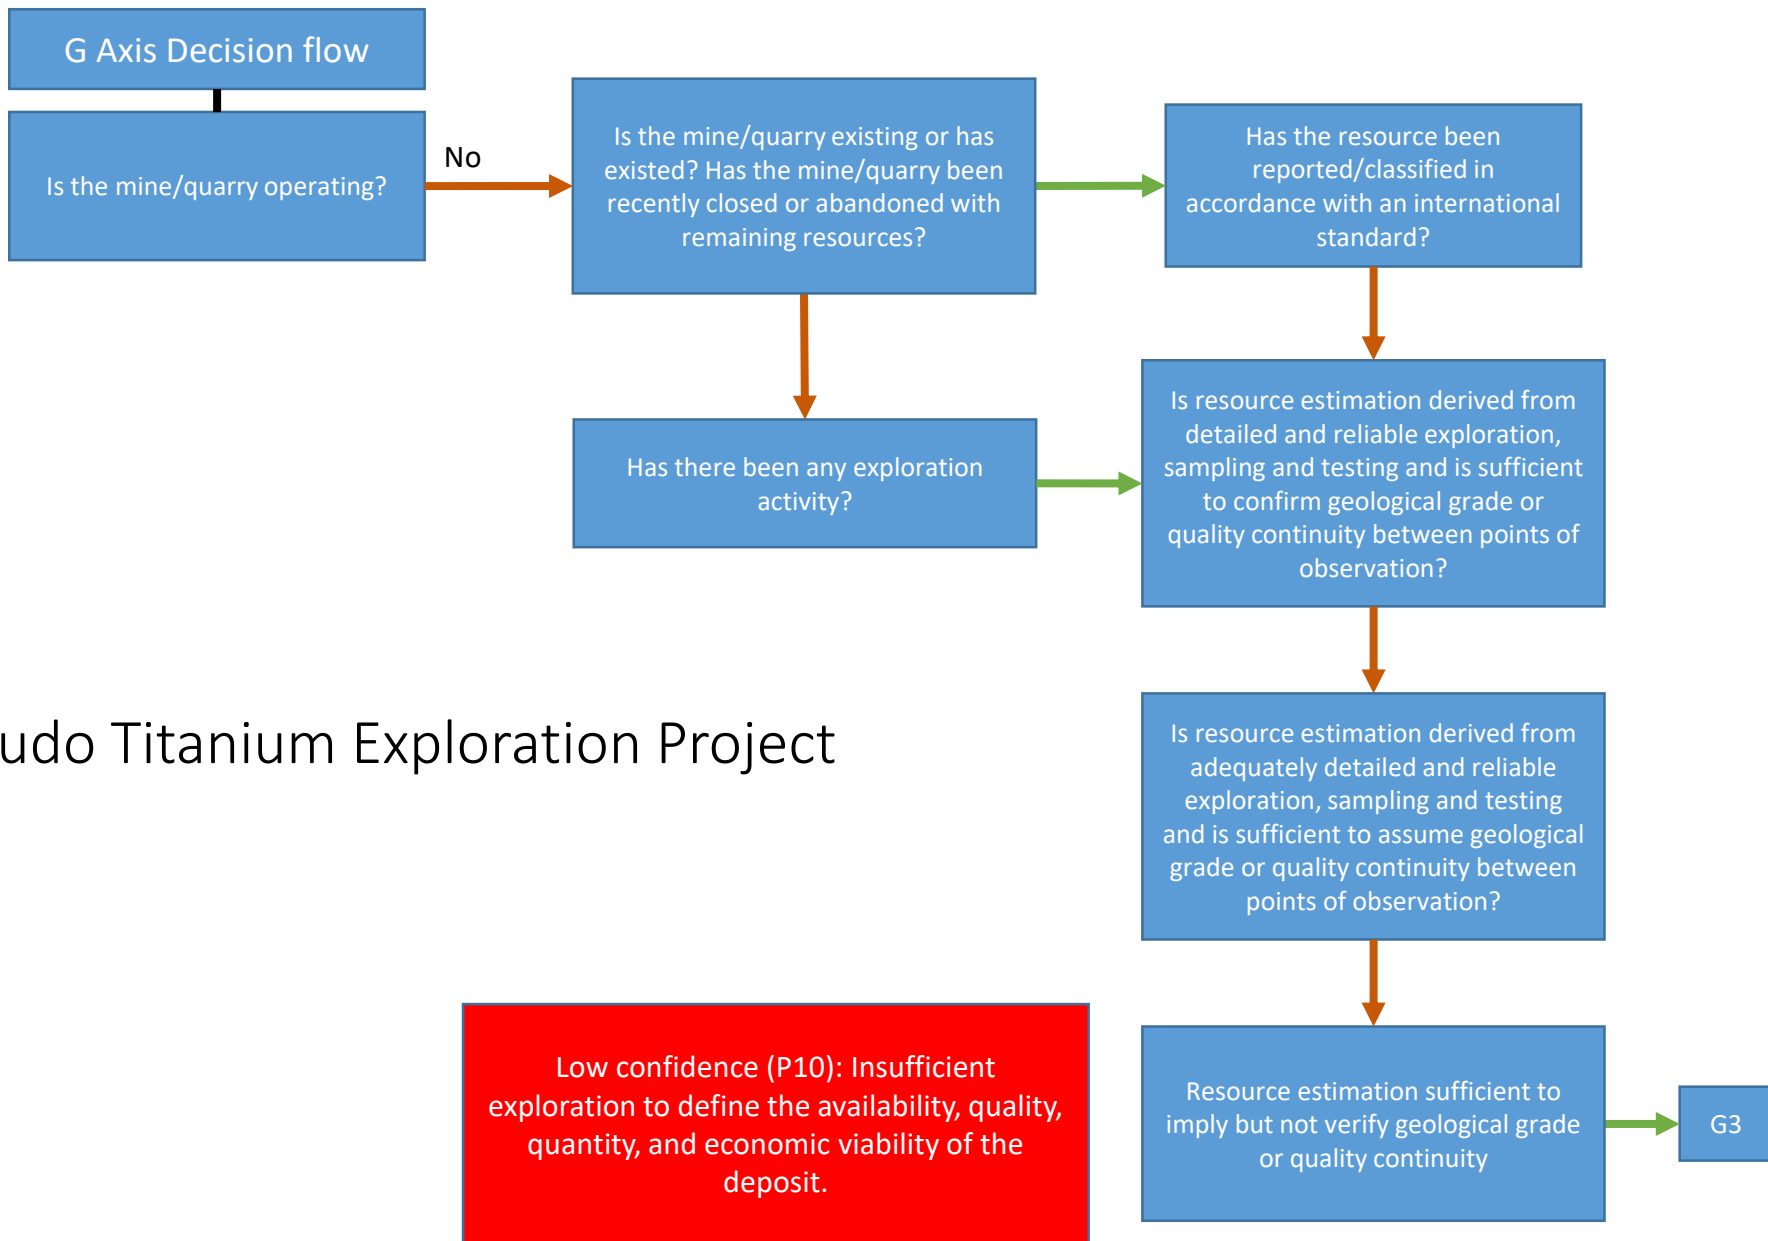 G Axis Decision flow
Is the mine/quarry operating?
No
Is the mine/quarry existing or has
existed? Has the mine/quarry been
recently closed or abandoned with
remaining resources?
Has the resource been
reported/classified in
accordance with an international
standard?
Has there been any exploration
activity?
Is resource estimation derived from
detailed and reliable exploration,
sampling and testing and is sufficient
to confirm geological grade or
quality continuity between points of
observation?
udo Titanium Exploration Project
Is resource estimation derived from
adequately detailed and reliable
exploration, sampling and testing
and is sufficient to assume geological
grade or quality continuity between
points of observation?
Low confidence (P10): Insufficient
exploration to define the availability, quality,
quantity, and economic viability of the
deposit.
Resource estimation sufficient to
imply but not verify geological grade
or quality continuity
G3